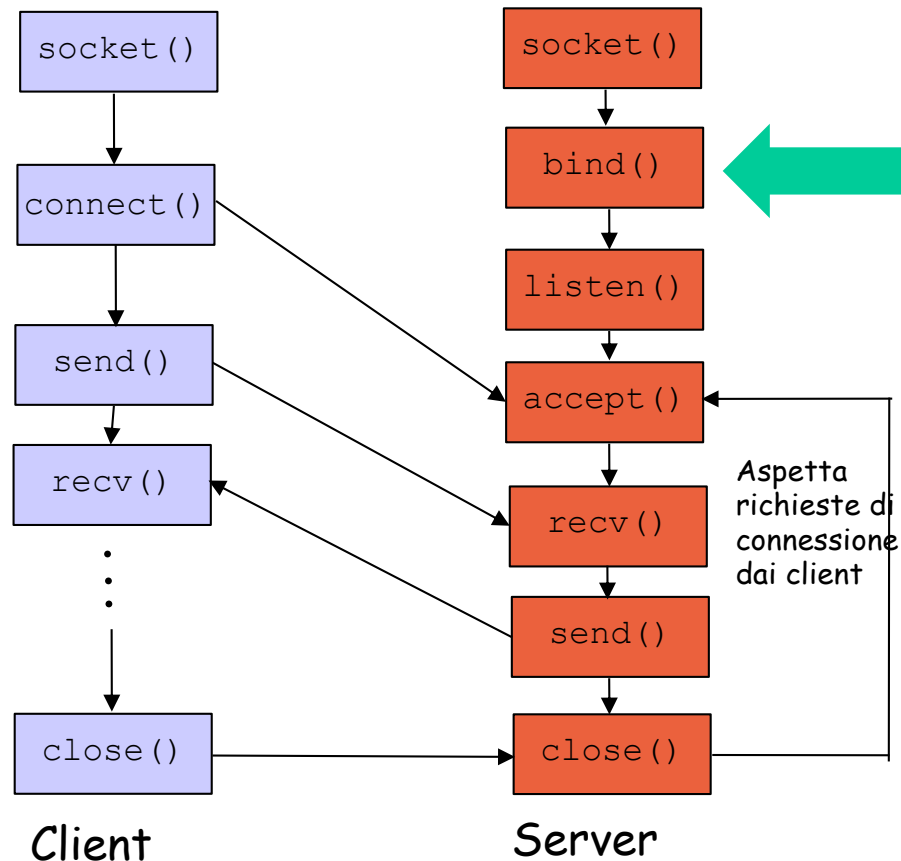 socket()
connect()
send()
recv()
close()
Client
socket()
bind()
listen()
accept()
recv()
send()
close()
Server
Aspetta
richieste di
connessione
dai client